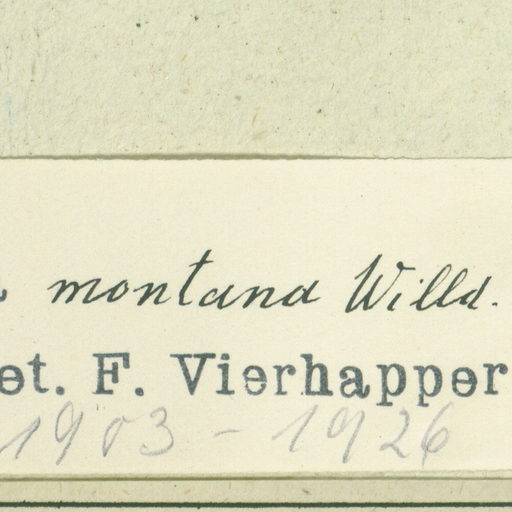 montana Willd.
et. F. Vierhapper
1903 - 1926